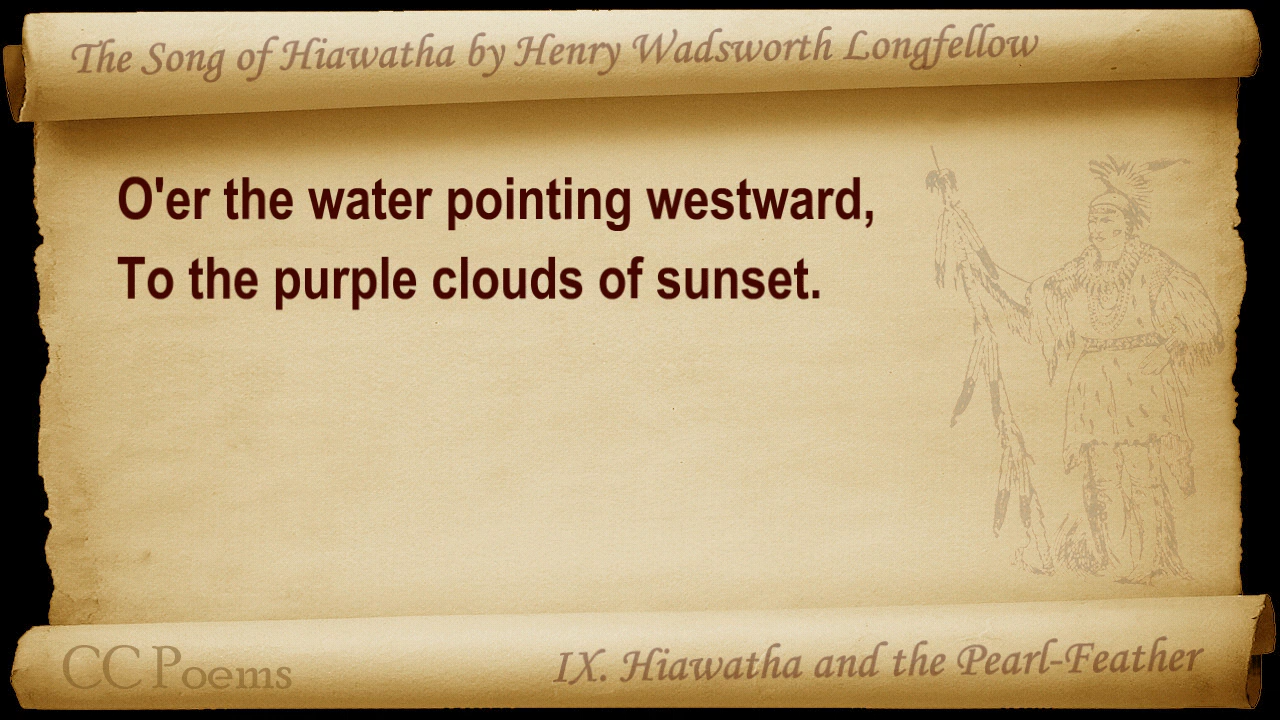 The Song of Hiawatha by Henry Wadsworth Longfellow
O'er the water pointing westward,
To the purple clouds of sunset.
CC Poems
IX. Hiawatha and the Pearl-Feather